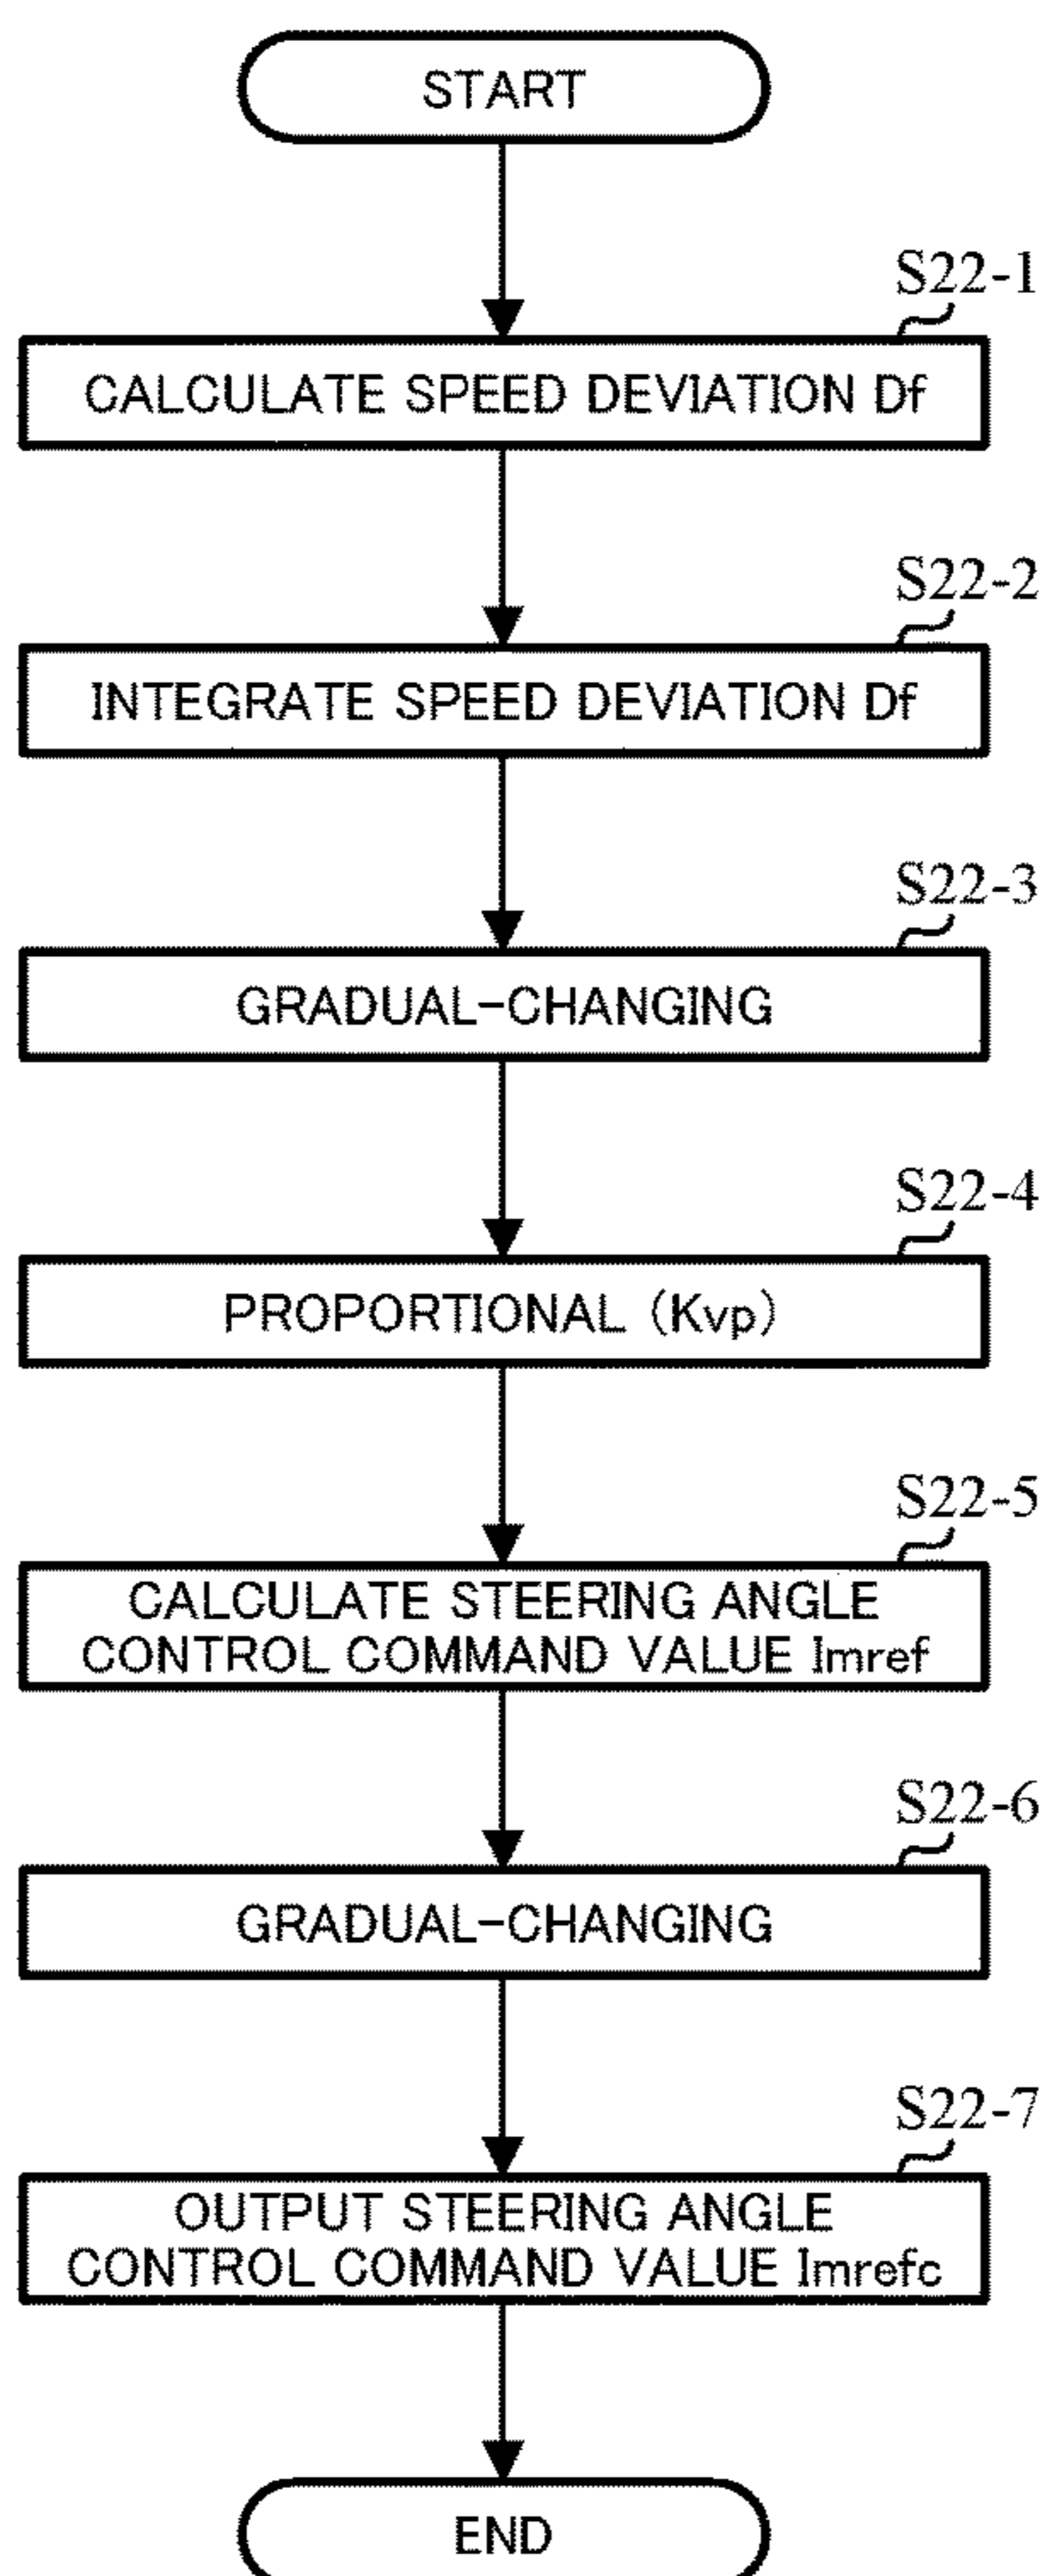 START
S22-1
CALCULATE SPEED DEVIATION Df
S22-2
INTEGRATE SPEED DEVIATION Df
S22-3
GRADUAL-CHANGING
S22-4
PROPORTIONAL (Kvp)
S22-5
CALCULATE STEERING ANGLE
CONTROL COMMAND VALUE Imref
S22-6
GRADUAL-CHANGING
S22-7
OUTPUT STEERING ANGLE
CONTROL COMMAND VALUE Imrefc
END